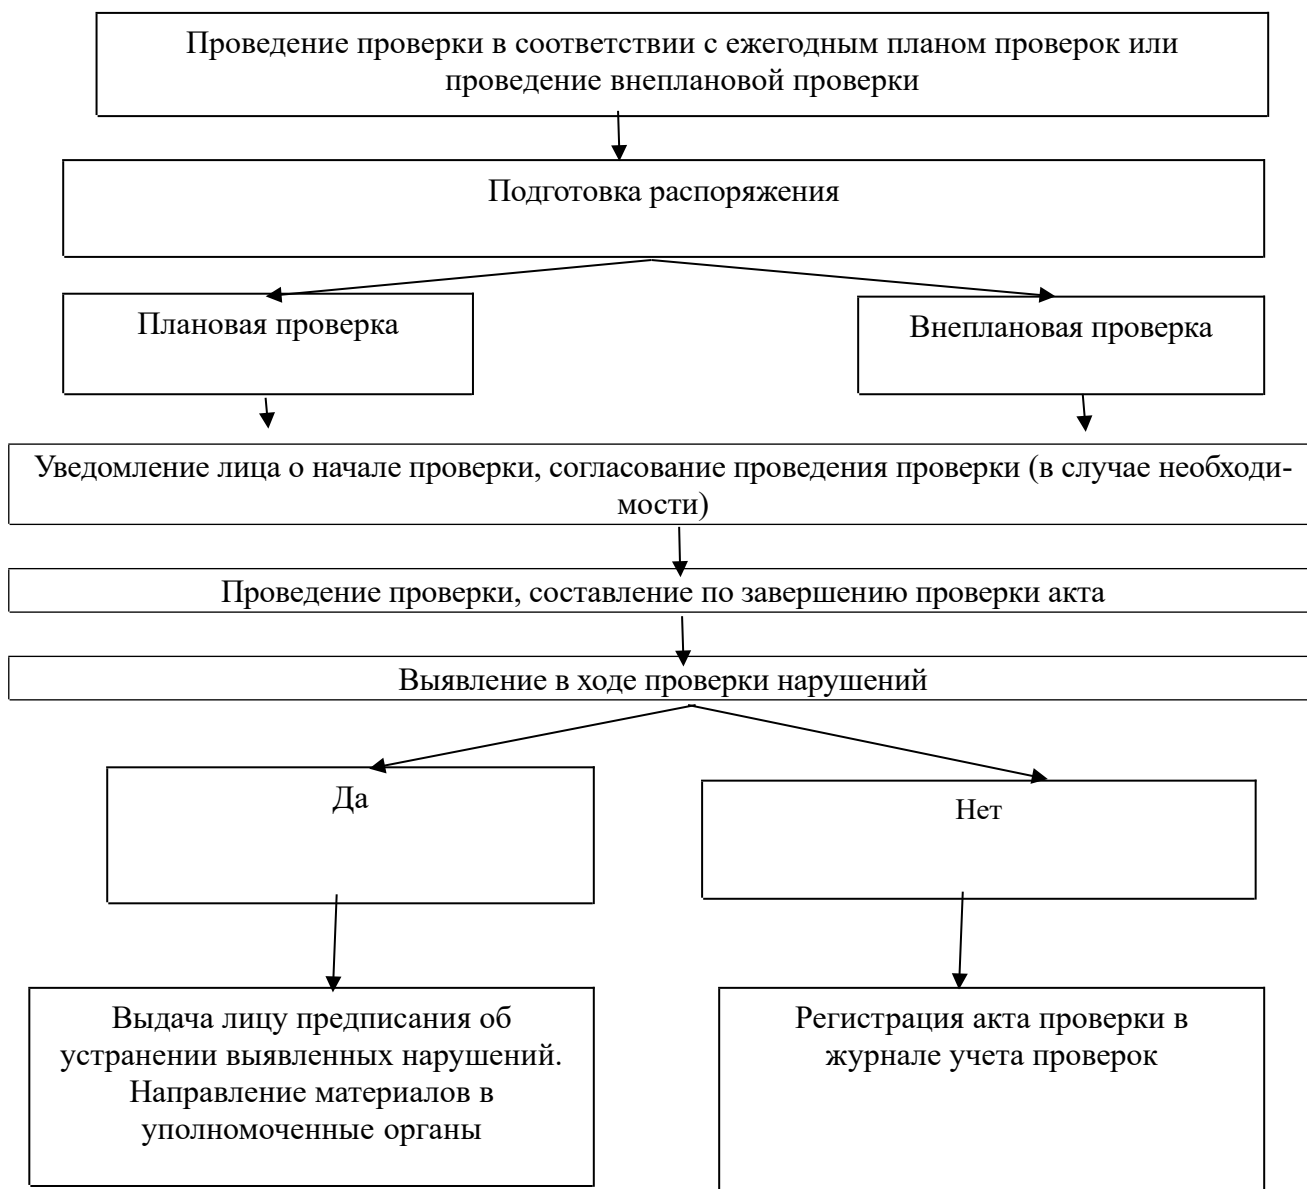 Проведение проверки в соответствии с ежегодным планом проверок или
проведение внеплановой проверки
Подготовка распоряжения
Плановая проверка
Внеплановая проверка
Уведомление лица о начале проверки, согласование проведения проверки (в случае необходи-
мости)
Проведение проверки, составление по завершению проверки акта
Выявление в ходе проверки нарушений
Да
Нет
Выдача лицу предписания об
устранении выявленных нарушений.
Направление материалов в
уполномоченные органы
Регистрация акта проверки в
журнале учета проверок